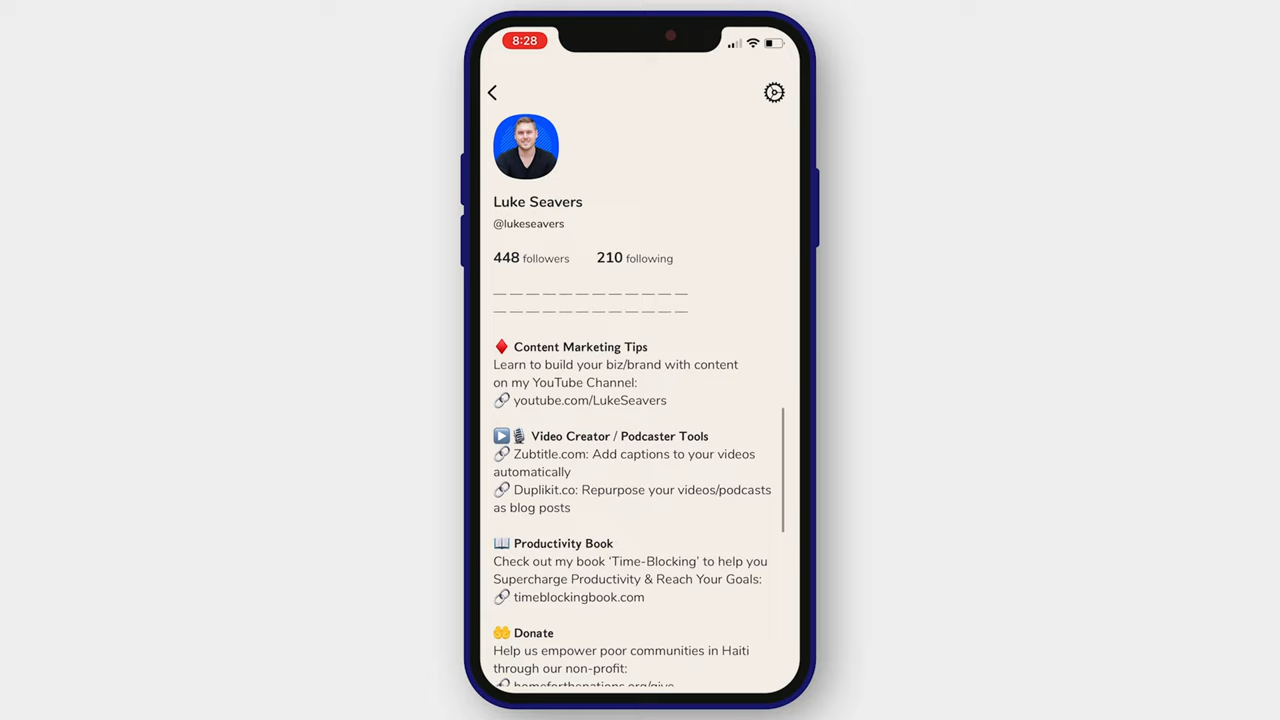 8:28
Luke Seavers
@lukeseavers
448 followers 210 following
Content Marketing Tips
Learn to build your biz/brand with content
on my YouTube Channel:
youtube.com/LukeSeavers
Video Creator / Podcaster Tools
Zubtitle.com: Add captions to your videos
automatically
Duplikit.co: Repurpose your videos/podcasts
as blog posts
Productivity Book
Check out my book ‘Time-Blocking’ to help you
Supercharge Productivity & Reach Your Goals:
timeblockingbook.com
Donate
Help us empower poor communities in Haiti
through our non-profit:
homeforthenations.org/give